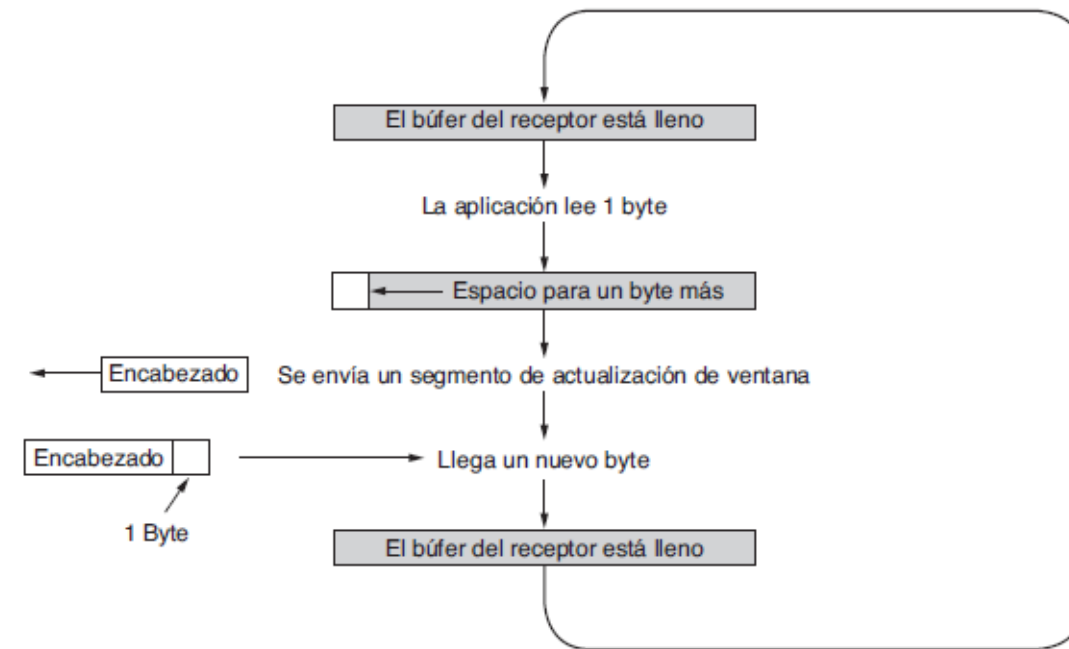 El búfer del receptor está lleno
La aplicación lee 1 byte
Espacio para un byte más
Encabezado
Se envía un segmento de actualización de ventana
Encabezado
Llega un nuevo byte
1 Byte
El búfer del receptor está lleno